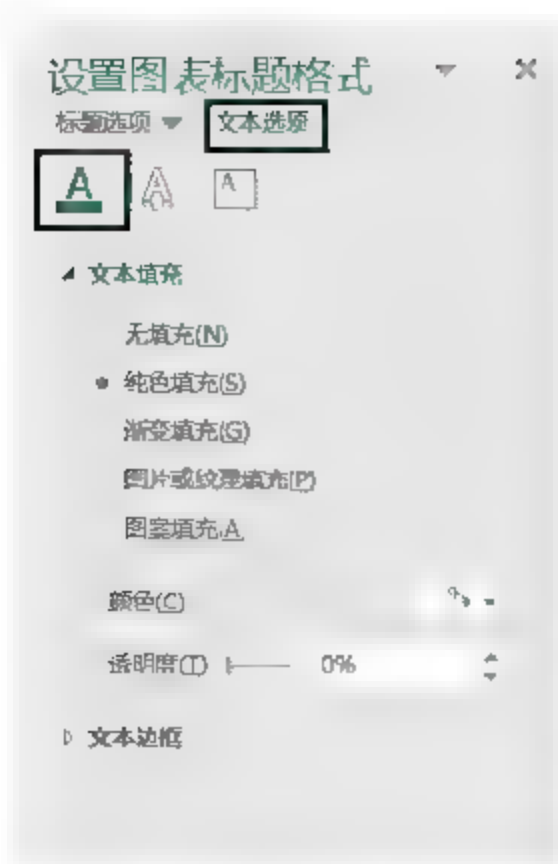 设置图表标题格式
标题选项 文本选项
A A A
文本填充
无填充(N)
纯色填充(S)
渐变填充(G)
图片或纹理填充(P)
图案填充(A)
颜色(C)
透明度(T) 0%
文本边框